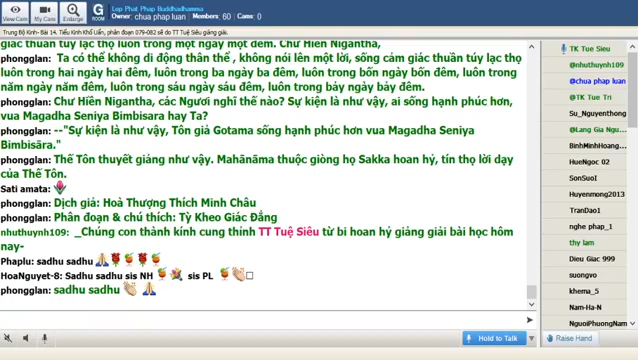 View Cam
My Cam
Enlarge
G
ROOM
Lop Phat Phap Buddhadhamma
Owner: chua phap luan Members: 60 Cams: 0
Trung Bộ Kinh- Bài 14. Tiểu Kinh Khổ Uẩn, phân đoạn 079-082 sẽ do TT Tuệ Siêu giảng giải.
giác thuần túy lạc thọ luôn trong một ngày một đêm. Chư Hiền Nigantha,
phongglan: Ta có thể không di động thân thể , không nói lên một lời, sống cảm giác thuần túy lạc thọ
luôn trong hai ngày hai đêm, luôn trong ba ngày ba đêm, luôn trong bốn ngày bốn đêm, luôn trong
năm ngày năm đêm, luôn trong sáu ngày sáu đêm, luôn trong bảy ngày bảy đêm.
phongglan: Chư Hiền Nigantha, các Ngươi nghĩ thế nào? Sự kiện là như vậy, ai sống hạnh phúc hơn,
vua Magadha Seniya Bimbisara hay Ta?
phongglan: --"Sự kiện là như vậy, Tôn giả Gotama sống hạnh phúc hơn vua Magadha Seniya
Bimbisāra."
phongglan: Thế Tôn thuyết giảng như vậy. Mahānāma thuộc giòng họ Sakka hoan hỷ, tín thọ lời dạy
của Thế Tôn.
Sati amata:
phongglan: Dịch giả: Hoà Thượng Thích Minh Châu
phongglan: Phân đoạn & chú thích: Tỳ Kheo Giác Đẳng
nhuthuynh109: _Chúng con thành kính cung thỉnh TT Tuệ Siêu từ bi hoan hý giảng giải bài học hôm
nay-
Phaplu: sadhu sadhu
HoaNguyet-8: Sadhu sadhu sis NH sis PL
phongglan: sadhu sadhu
Hold to Talk
TK Tue Sieu
@nhuthuynh109
@chua phap luan
@TK Tue Tri
Su_Nguyenthong
@Lang Gia Ngu...
BinhMinhHoang...
HueNgoc 02
SonSuoI
Huyenmong2013
TranDao1
nghe phap_1
thy lam
Dieu Giac 999
suongvo
khema_5
Nam-Ha-N
NguoiPhuongNam
Raise Hand